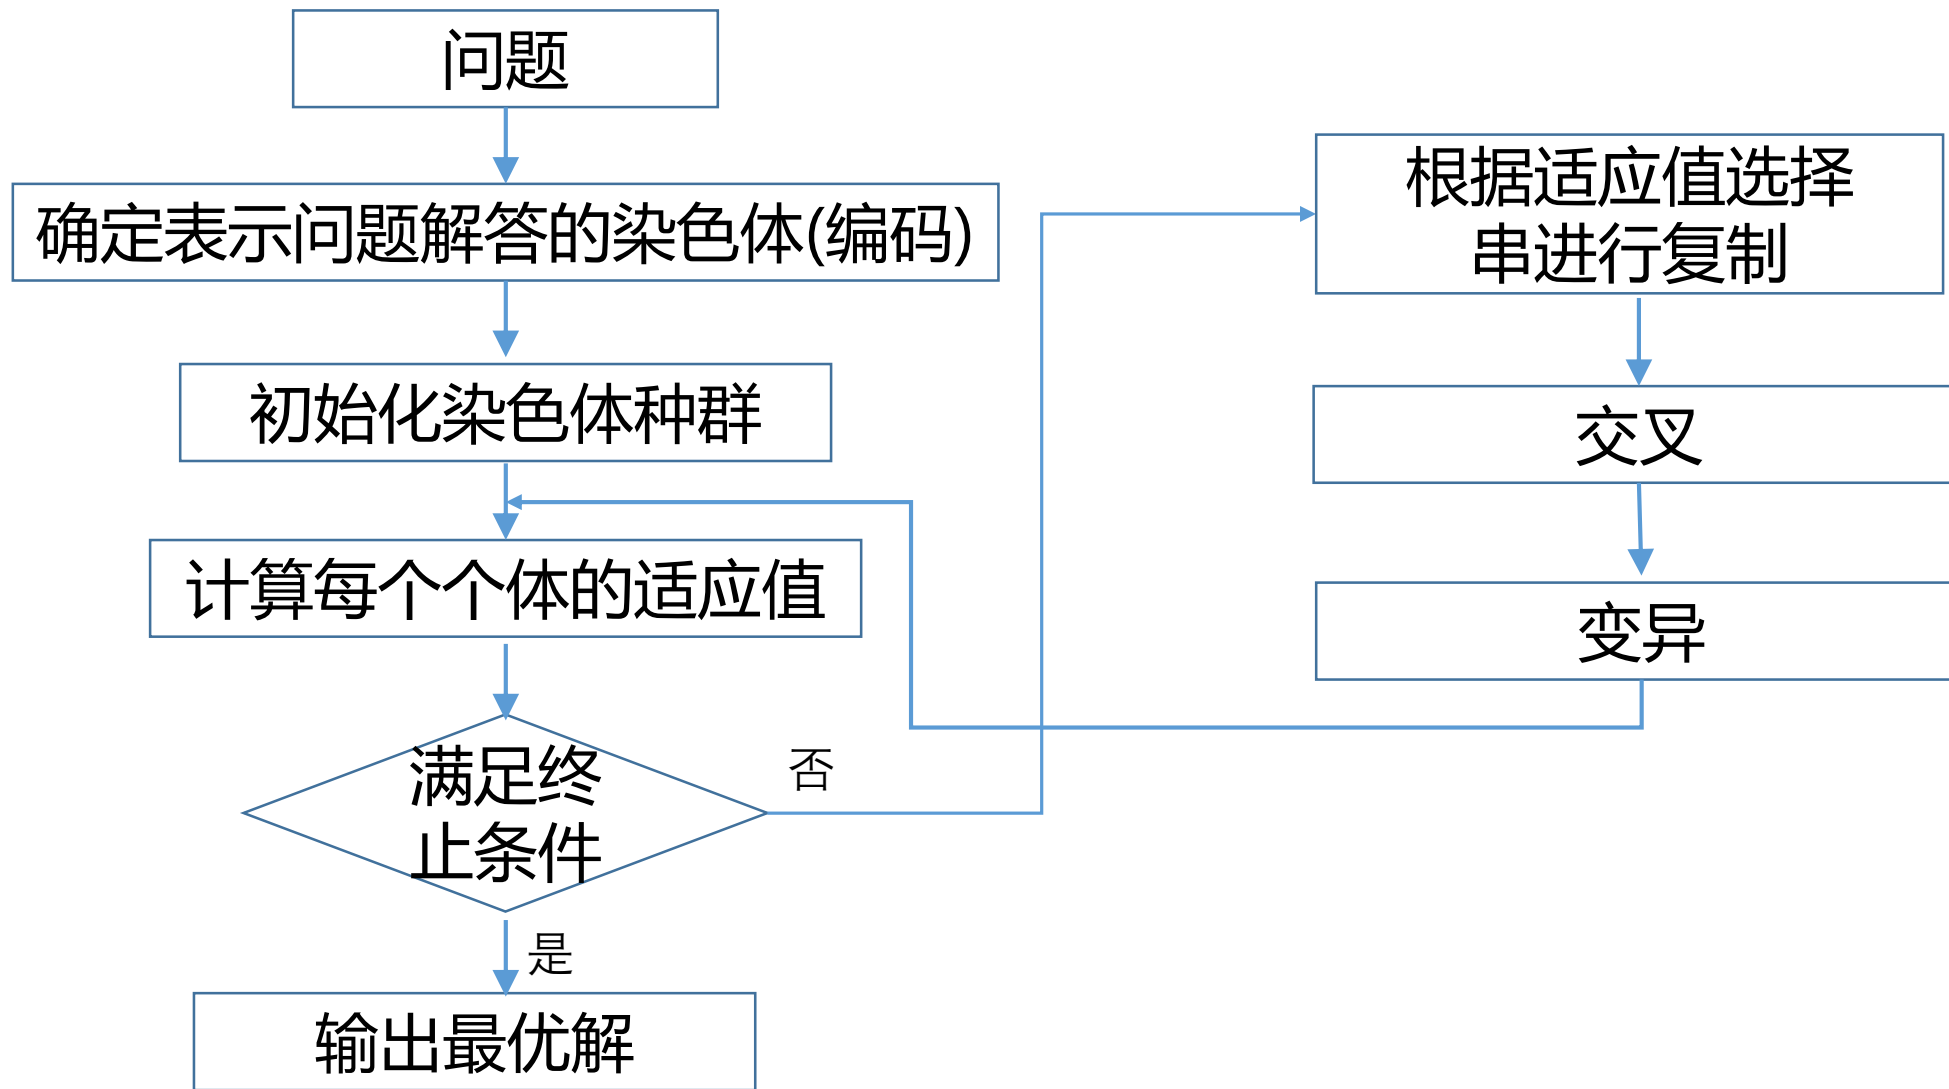 问题
确定表示问题解答的染色体(编码)
初始化染色体种群
计算每个个体的适应值
满足终
止条件
否
是
输出最优解
根据适应值选择
串进行复制
交叉
变异